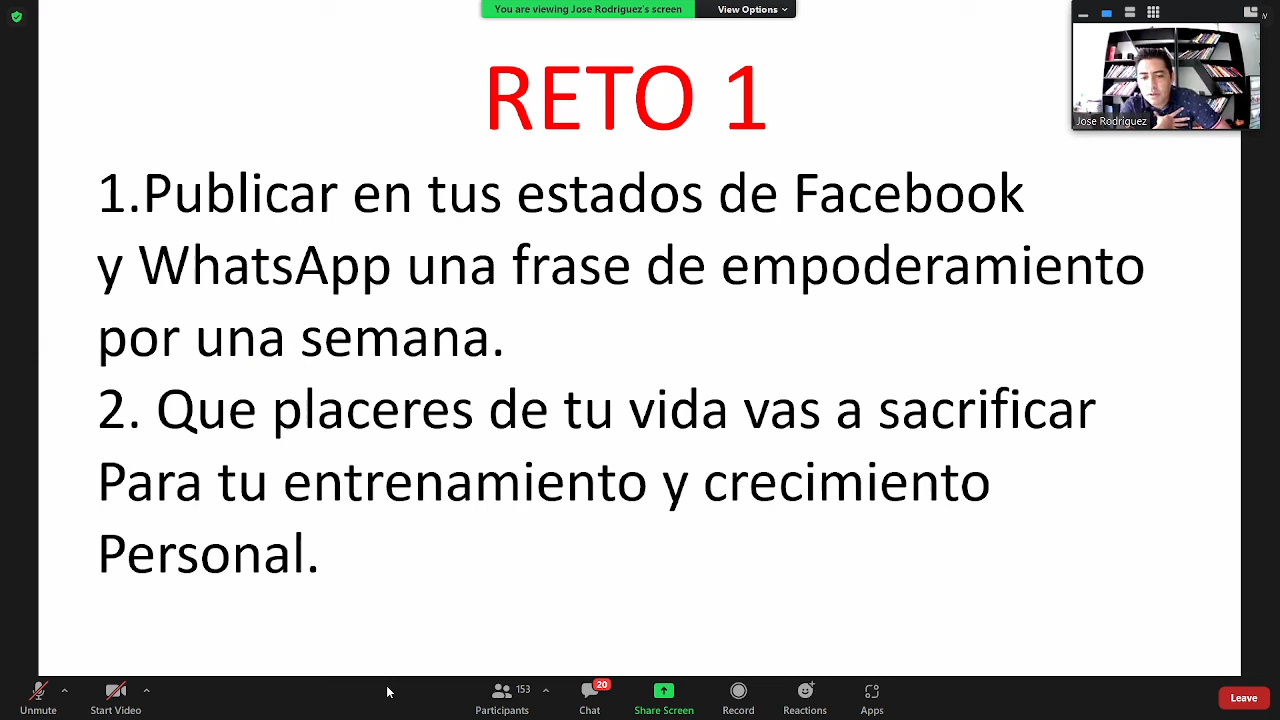 You are viewing Jose Rodriguez's screen
View Options
RETO 1
Jose Rodriguez
1.Publicar en tus estados de Facebook
y WhatsApp una frase de empoderamiento
por una semana.
2. Que placeres de tu vida vas a sacrificar
Para tu entrenamiento y crecimiento
Personal.
Unmute
Start Video
153
Participants
20
Chat
Share Screen
Record
Reactions
Apps
Leave